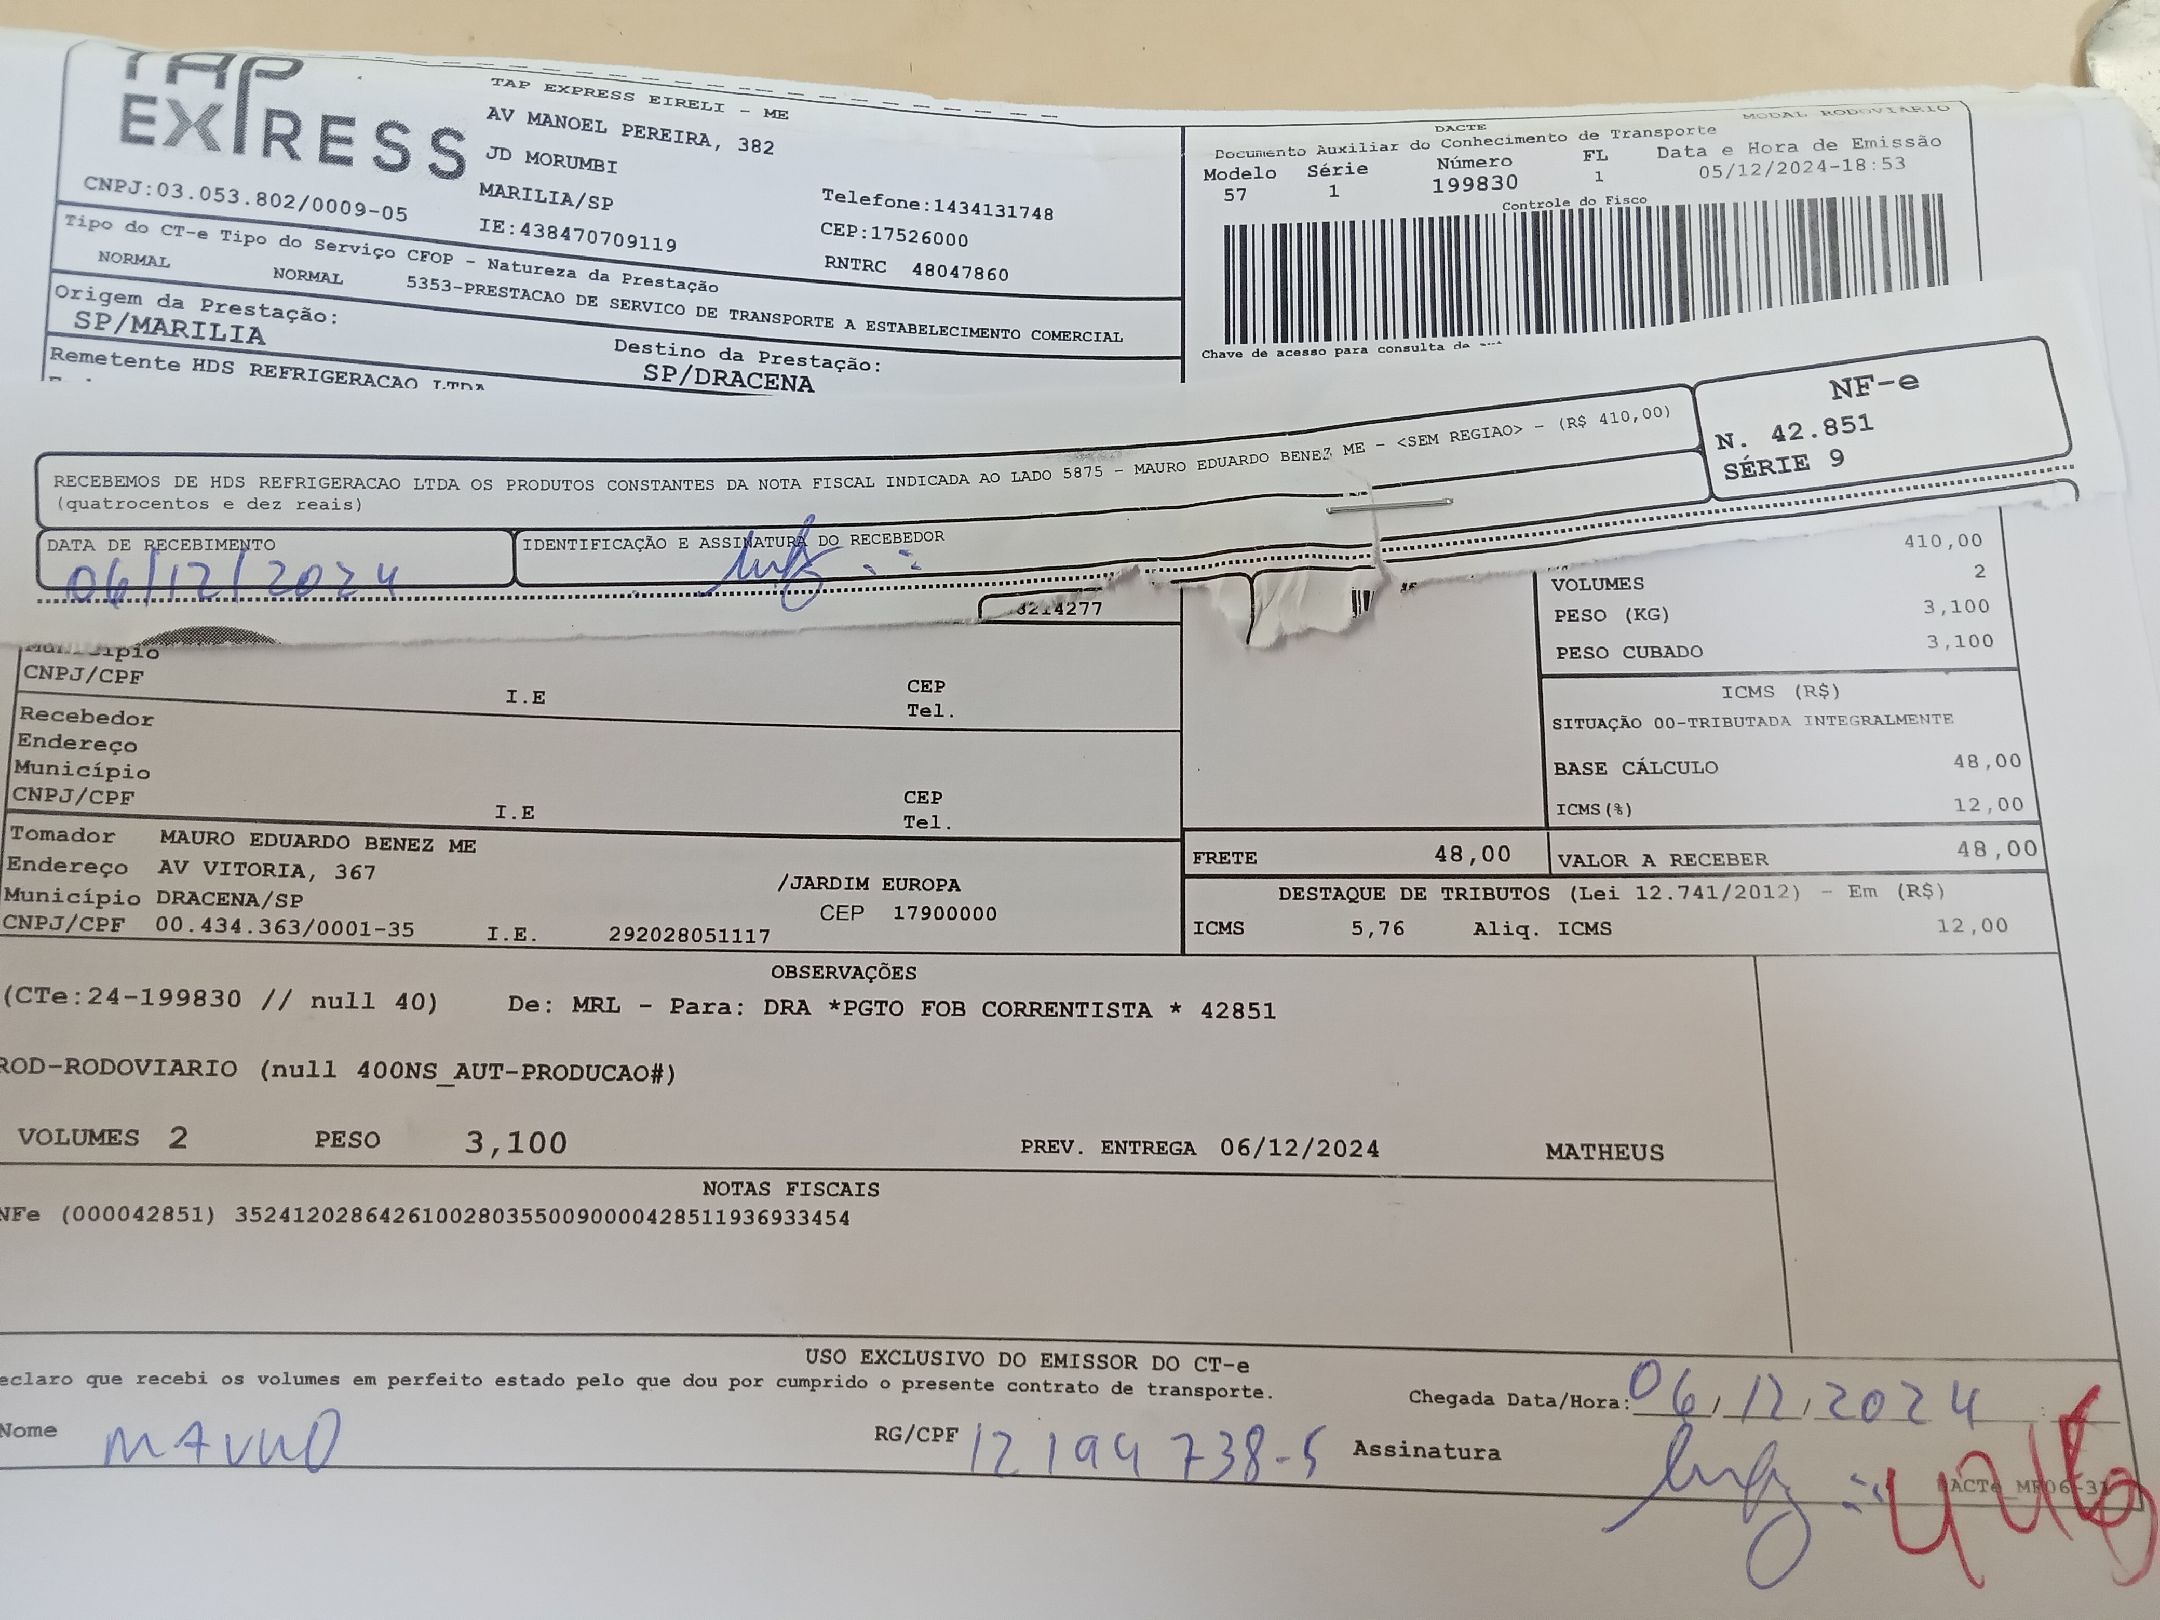 TAP EXPRESS
TAP EXPRESS EIRELI - ME
AV MANOEL PEREIRA, 382
JD MORUMBI
MARILIA/SP
IE:438470709119
Telefone:1434131748
CEP:17526000
RNTRC 48047860
CNPJ:03.053.802/0009-05
Tipo do CT-e Tipo do Serviço CFOP - Natureza da Prestação
NORMAL NORMAL 5353-PRESTACAO DE SERVICO DE TRANSPORTE A ESTABELECIMENTO COMERCIAL
Origem da Prestação:
SP/MARILIA
Destino da Prestação:
SP/DRACENA
Remetente HDS REFRIGERACAO LTDA
MODAL RODOVIARIO
DACTE
Documento Auxiliar do Conhecimento de Transporte
Modelo Série Número FL Data e Hora de Emissão
57 1 199830 1 05/12/2024-18:53
Controle do Fisco
Chave de acesso para consulta de
NF-e
N. 42.851
SÉRIE 9
RECEBEMOS DE HDS REFRIGERACAO LTDA OS PRODUTOS CONSTANTES DA NOTA FISCAL INDICADA AO LADO 5875 - MAURO EDUARDO BENEZ ME - <SEM REGIAO> - (R$ 410,00)
(quatrocentos e dez reais)
DATA DE RECEBIMENTO
06/12/2024
IDENTIFICAÇÃO E ASSINATURA DO RECEBEDOR
410,00
VOLUMES 2
PESO (KG) 3,100
PESO CUBADO 3,100
ICMS (R$)
SITUAÇÃO 00-TRIBUTADA INTEGRALMENTE
BASE CÁLCULO 48,00
ICMS(%) 12,00
CNPJ/CPF I.E CEP
Tel.
Recebedor
Endereço
Município
CNPJ/CPF I.E CEP
Tel.
Tomador MAURO EDUARDO BENEZ ME
Endereço AV VITORIA, 367 /JARDIM EUROPA
Município DRACENA/SP CEP 17900000
CNPJ/CPF 00.434.363/0001-35 I.E. 292028051117
FRETE 48,00 VALOR A RECEBER 48,00
DESTAQUE DE TRIBUTOS (Lei 12.741/2012) - Em (R$)
ICMS 5,76 Aliq. ICMS 12,00
OBSERVAÇÕES
(CTe:24-199830 // null 40) De: MRL - Para: DRA *PGTO FOB CORRENTISTA * 42851
ROD-RODOVIARIO (null 400NS_AUT-PRODUCAO#)
VOLUMES 2 PESO 3,100 PREV. ENTREGA 06/12/2024 MATHEUS
NOTAS FISCAIS
NFe (000042851) 35241202864261002803550090000428511936933454
USO EXCLUSIVO DO EMISSOR DO CT-e
eclaro que recebi os volumes em perfeito estado pelo que dou por cumprido o presente contrato de transporte.
Chegada Data/Hora: 06/12/2024
Nome MAURO RG/CPF 12194738-5 Assinatura